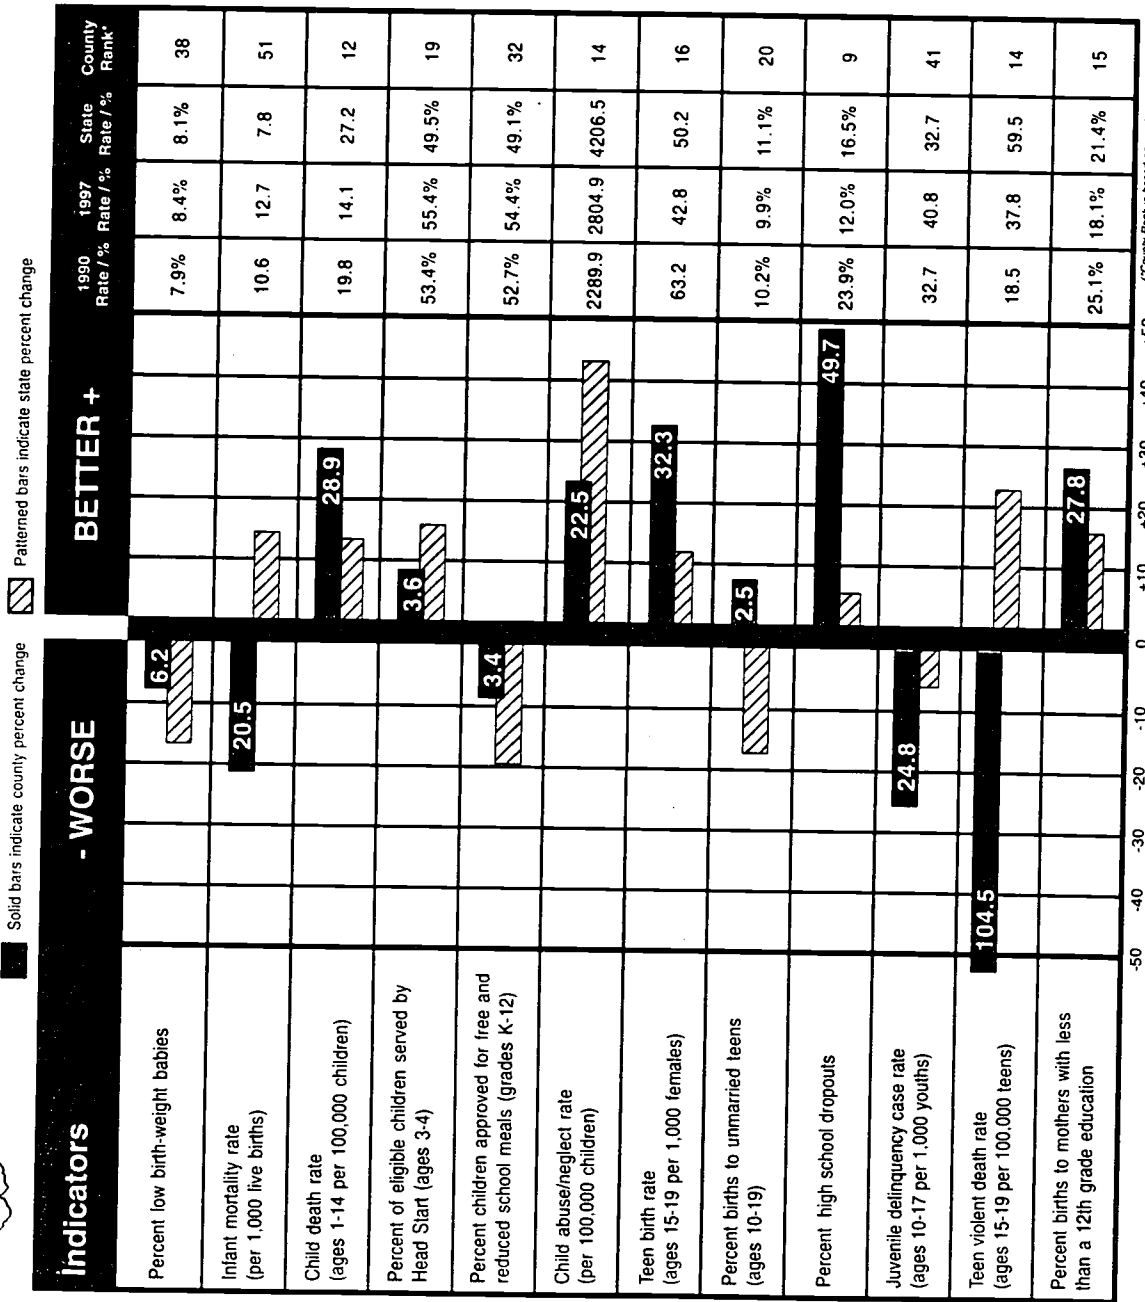 Solid bars indicate county percent change
Patterned bars indicate state percent change
Indicators
- WORSE
BETTER +
1990
Rate / %
1997
Rate / %
State
Rate / %
County
Rank*
Percent low birth-weight babies
6.2
7.9%
8.4%
8.1%
38
Infant mortality rate
(per 1,000 live births)
20.5
10.6
12.7
7.8
51
Child death rate
(ages 1-14 per 100,000 children)
28.9
19.8
14.1
27.2
12
Percent of eligible children served by
Head Start (ages 3-4)
3.6
53.4%
55.4%
49.5%
19
Percent children approved for free and
reduced school meals (grades K-12)
3.4
52.7%
54.4%
49.1%
32
Child abuse/neglect rate
(per 100,000 children)
22.5
2289.9
2804.9
4206.5
14
Teen birth rate
(ages 15-19 per 1,000 females)
32.3
63.2
42.8
50.2
16
Percent births to unmarried teens
(ages 10-19)
2.5
10.2%
9.9%
11.1%
20
Percent high school dropouts
49.7
23.9%
12.0%
16.5%
9
Juvenile delinquency case rate
(ages 10-17 per 1,000 youths)
24.8
32.7
40.8
32.7
41
Teen violent death rate
(ages 15-19 per 100,000 teens)
104.5
18.5
37.8
59.5
14
Percent births to mothers with less
than a 12th grade education
27.8
25.1%
18.1%
21.4%
15
-50
-40
-30
-20
-10
0
+10
+20
+30
+40
+50